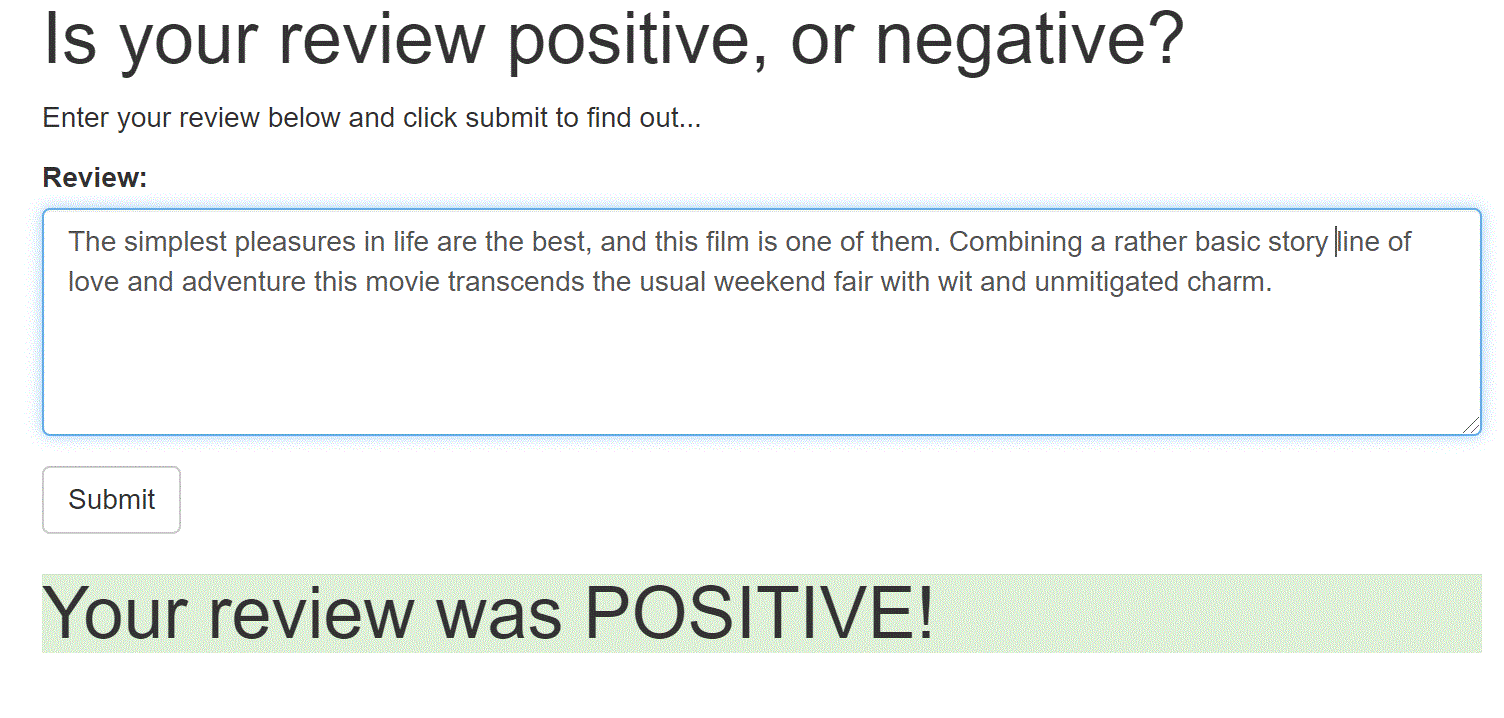 Is your review positive, or negative?
Enter your review below and click submit to find out...
Review:
The simplest pleasures in life are the best, and this film is one of them. Combining a rather basic story line of
love and adventure this movie transcends the usual weekend fair with wit and unmitigated charm.
Submit
Your review was POSITIVE!